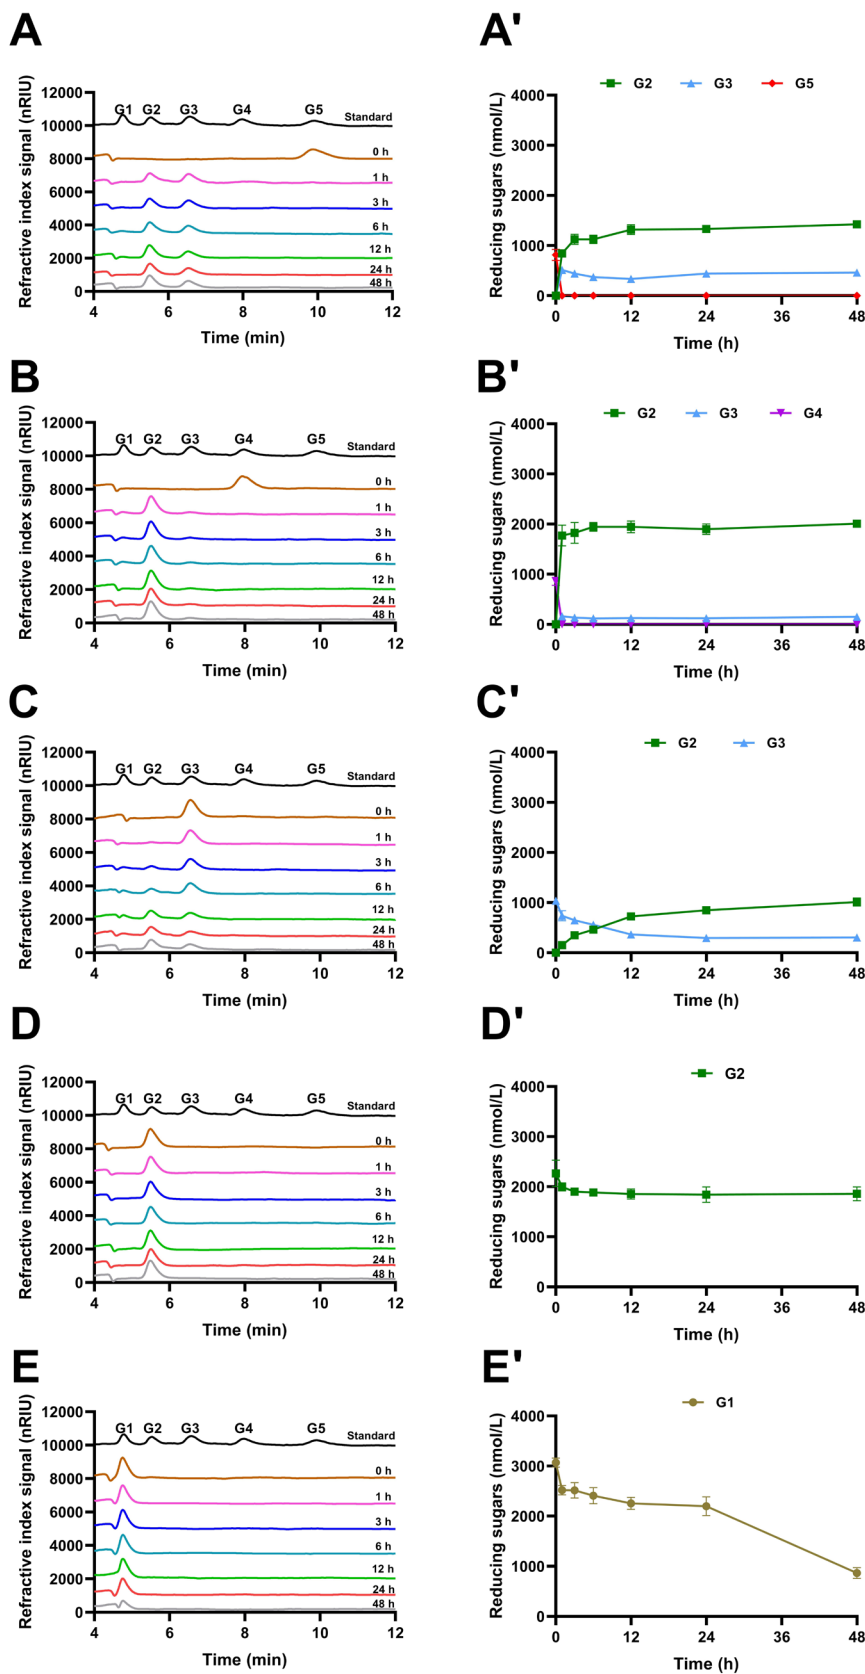 A
Refractive index signal (nRIU)
12000
10000
8000
6000
4000
2000
0
G1 G2 G3 G4 G5
Standard
0 h
1 h
3 h
6 h
12 h
24 h
48 h
4 6 8 10 12
Time (min)
A'
G2 G3 G5
Reducing sugars (nmol/L)
4000
3000
2000
1000
0
0 12 24 36 48
Time (h)
B
Refractive index signal (nRIU)
12000
10000
8000
6000
4000
2000
0
G1 G2 G3 G4 G5
Standard
0 h
1 h
3 h
6 h
12 h
24 h
48 h
4 6 8 10 12
Time (min)
B'
G2 G3 G4
Reducing sugars (nmol/L)
4000
3000
2000
1000
0
0 12 24 36 48
Time (h)
C
Refractive index signal (nRIU)
12000
10000
8000
6000
4000
2000
0
G1 G2 G3 G4 G5
Standard
0 h
1 h
3 h
6 h
12 h
24 h
48 h
4 6 8 10 12
Time (min)
C'
G2 G3
Reducing sugars (nmol/L)
4000
3000
2000
1000
0
0 12 24 36 48
Time (h)
D
Refractive index signal (nRIU)
12000
10000
8000
6000
4000
2000
0
G1 G2 G3 G4 G5
Standard
0 h
1 h
3 h
6 h
12 h
24 h
48 h
4 6 8 10 12
Time (min)
D'
G2
Reducing sugars (nmol/L)
4000
3000
2000
1000
0
0 12 24 36 48
Time (h)
E
Refractive index signal (nRIU)
12000
10000
8000
6000
4000
2000
0
G1 G2 G3 G4 G5
Standard
0 h
1 h
3 h
6 h
12 h
24 h
48 h
4 6 8 10 12
Time (min)
E'
G1
Reducing sugars (nmol/L)
4000
3000
2000
1000
0
0 12 24 36 48
Time (h)